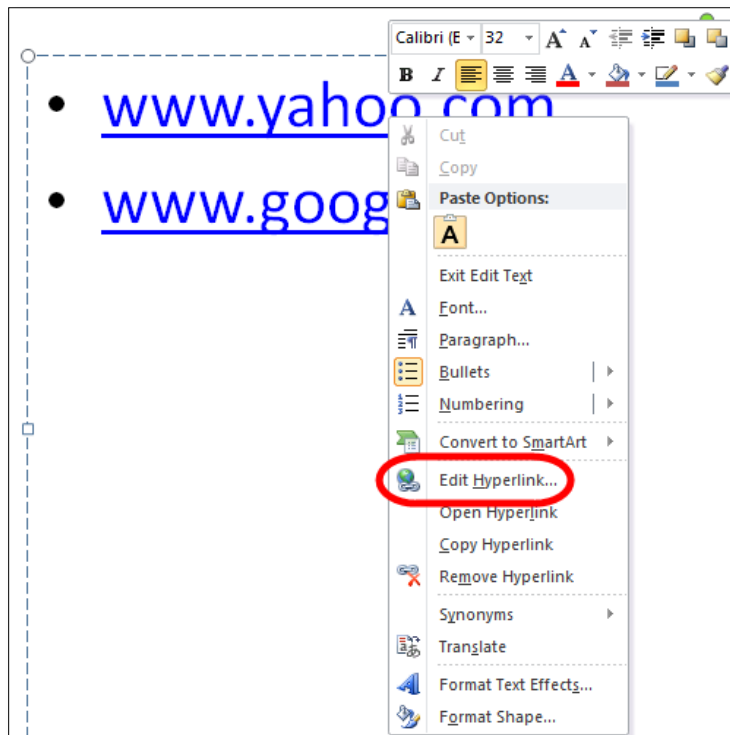 Calibri (E 32 A A
B I A
www.yahoo.com
www.goog
Cut
Copy
Paste Options:
A
Exit Edit Text
A Font...
Paragraph...
Bullets
Numbering
Convert to SmartArt
Edit Hyperlink...
Open Hyperlink
Copy Hyperlink
Remove Hyperlink
Synonyms
Translate
Format Text Effects...
Format Shape...